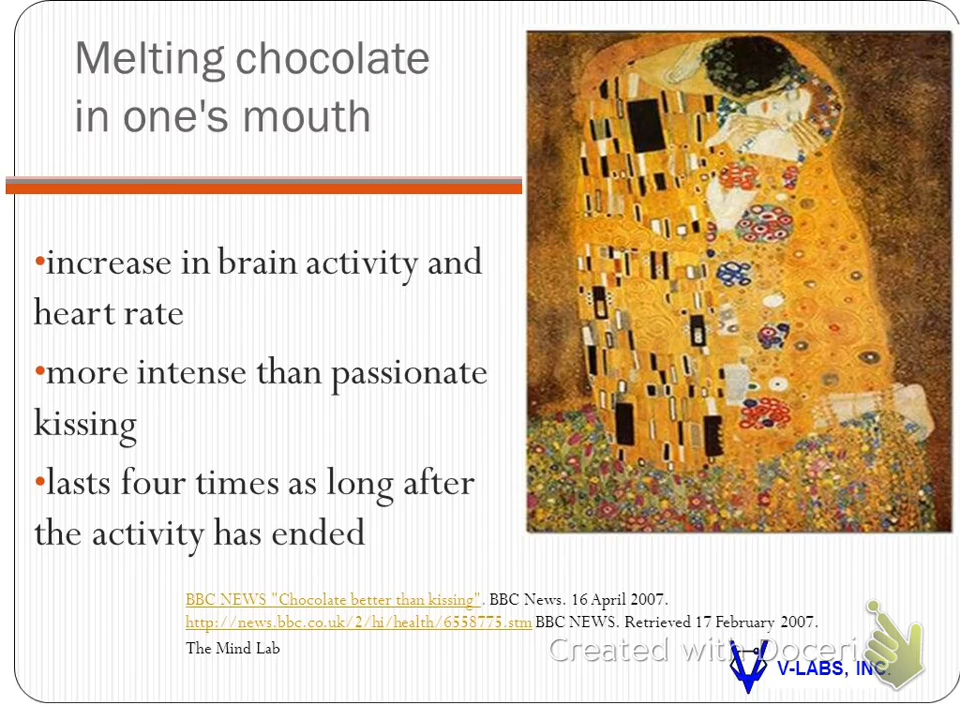 Melting chocolate
in one's mouth
•increase in brain activity and
heart rate
•more intense than passionate
kissing
•lasts four times as long after
the activity has ended
BBC NEWS "Chocolate better than kissing". BBC News. 16 April 2007.
http://news.bbc.co.uk/2/hi/health/6558775.stm BBC NEWS. Retrieved 17 February 2007.
The Mind Lab
Created with Doceri
V-LABS, INC.